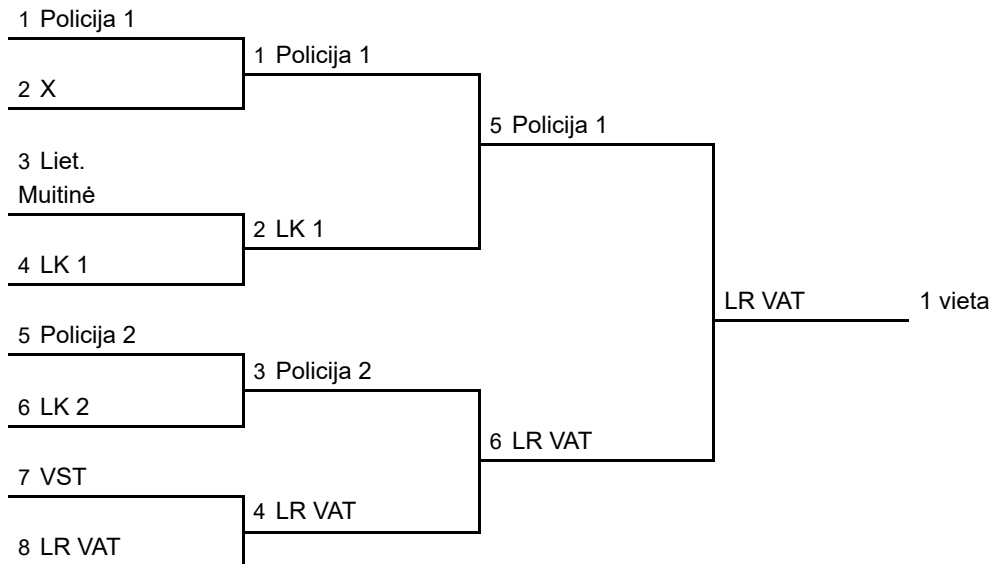 1 Policija 1
2 X
3 Liet.
Muitinė
4 LK 1
5 Policija 2
6 LK 2
7 VST
8 LR VAT
1 Policija 1
2 LK 1
3 Policija 2
4 LR VAT
5 Policija 1
6 LR VAT
LR VAT
1 vieta